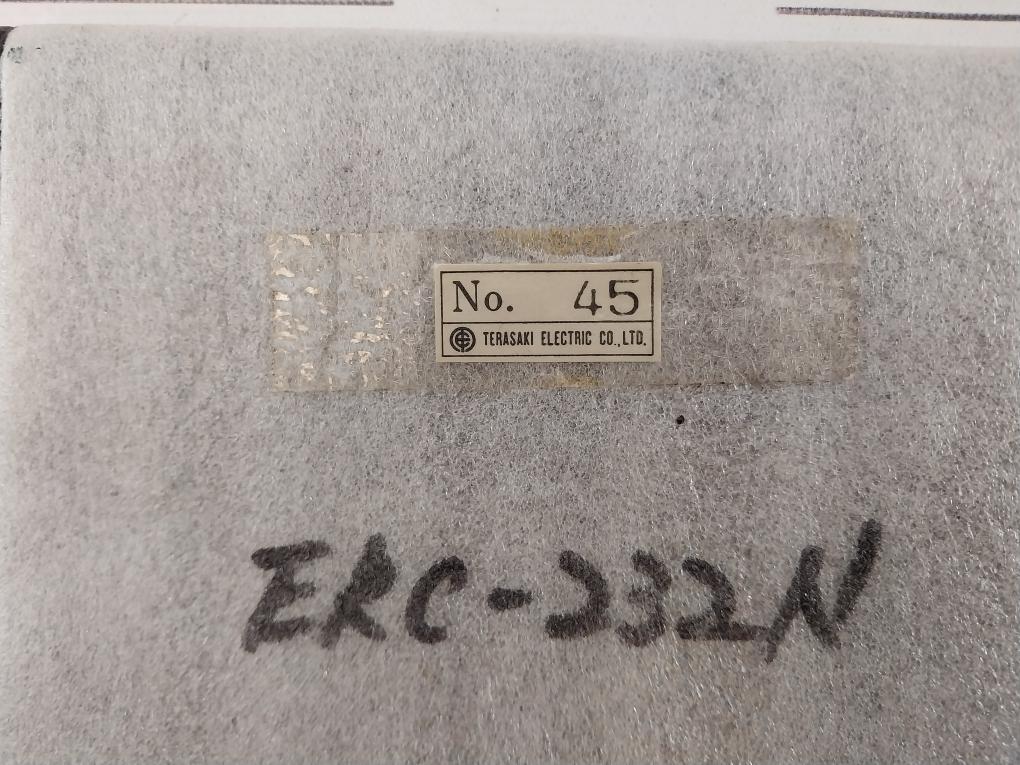 No. 45
TERASAKI ELECTRIC CO.,LTD.
ERC-232N